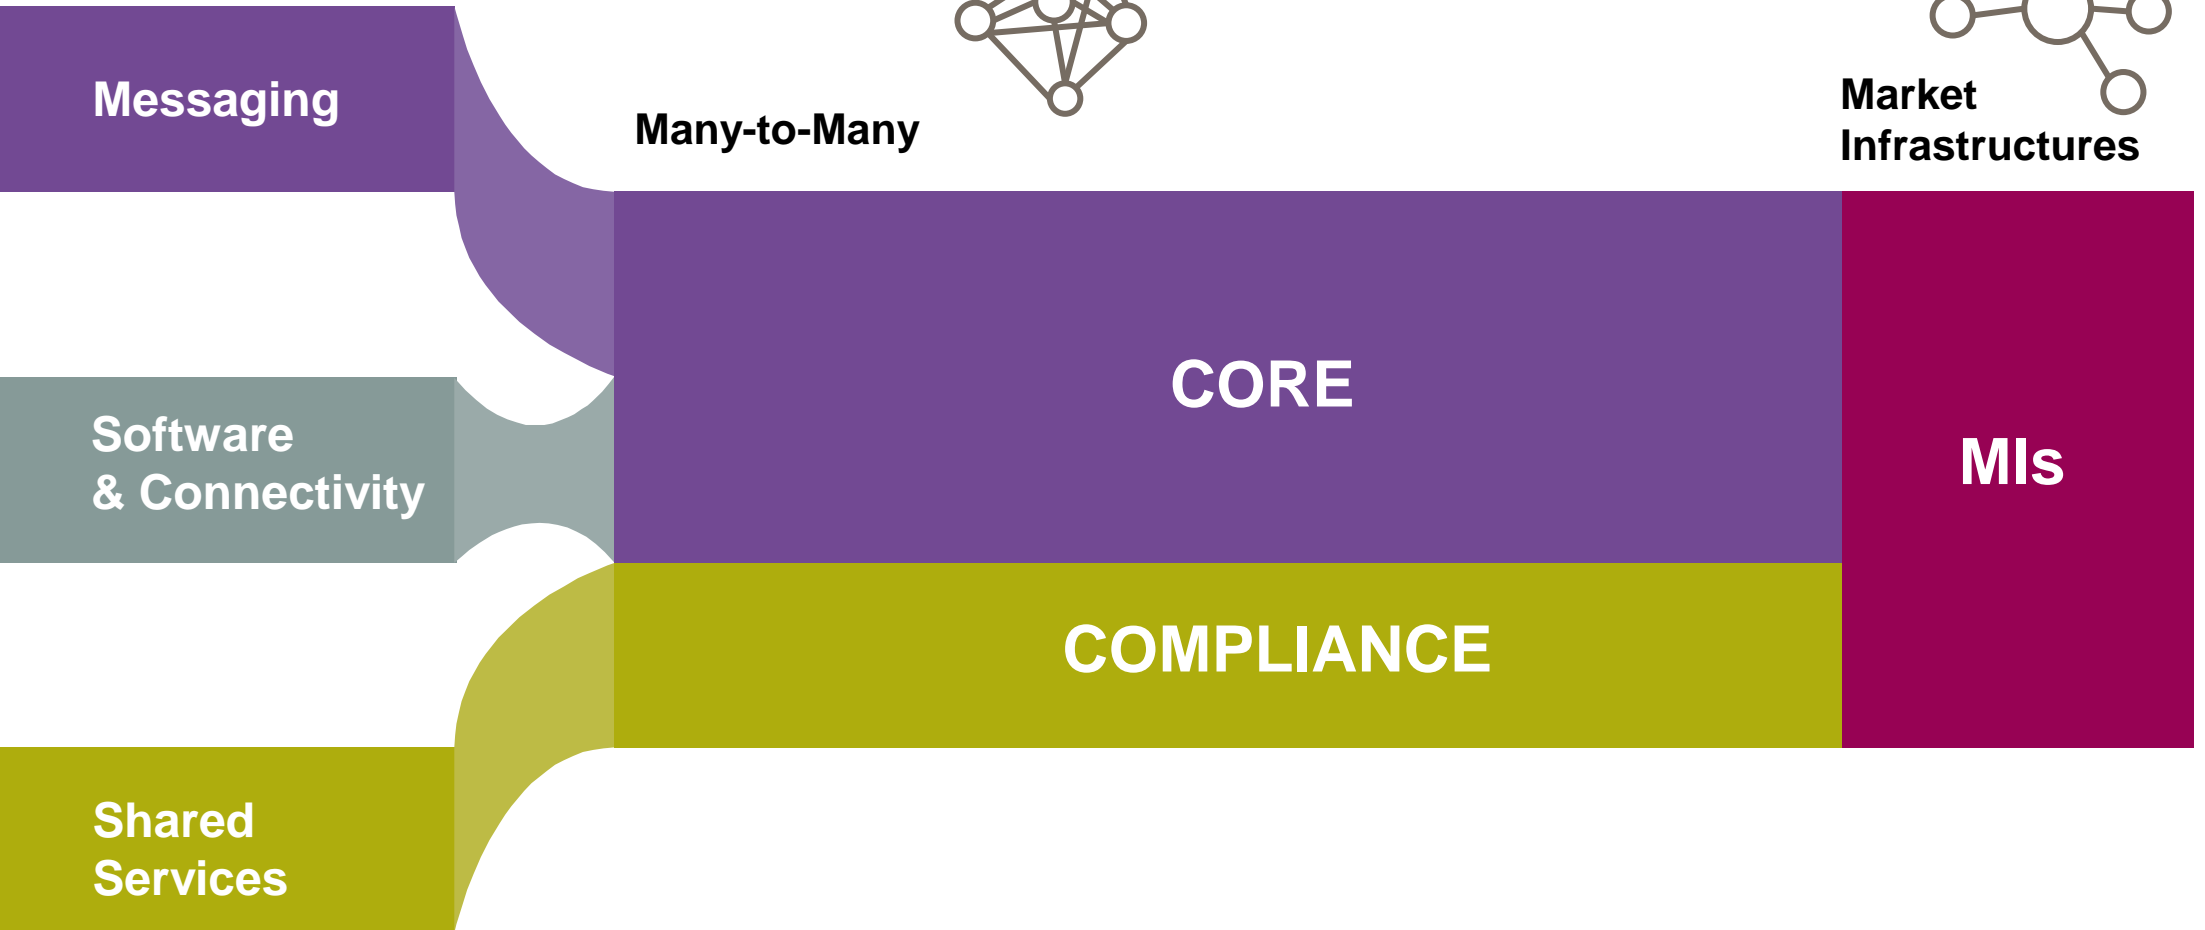 Messaging
Many-to-Many
Market
Infrastructures
CORE
Software
& Connectivity
MIs
COMPLIANCE
Shared
Services